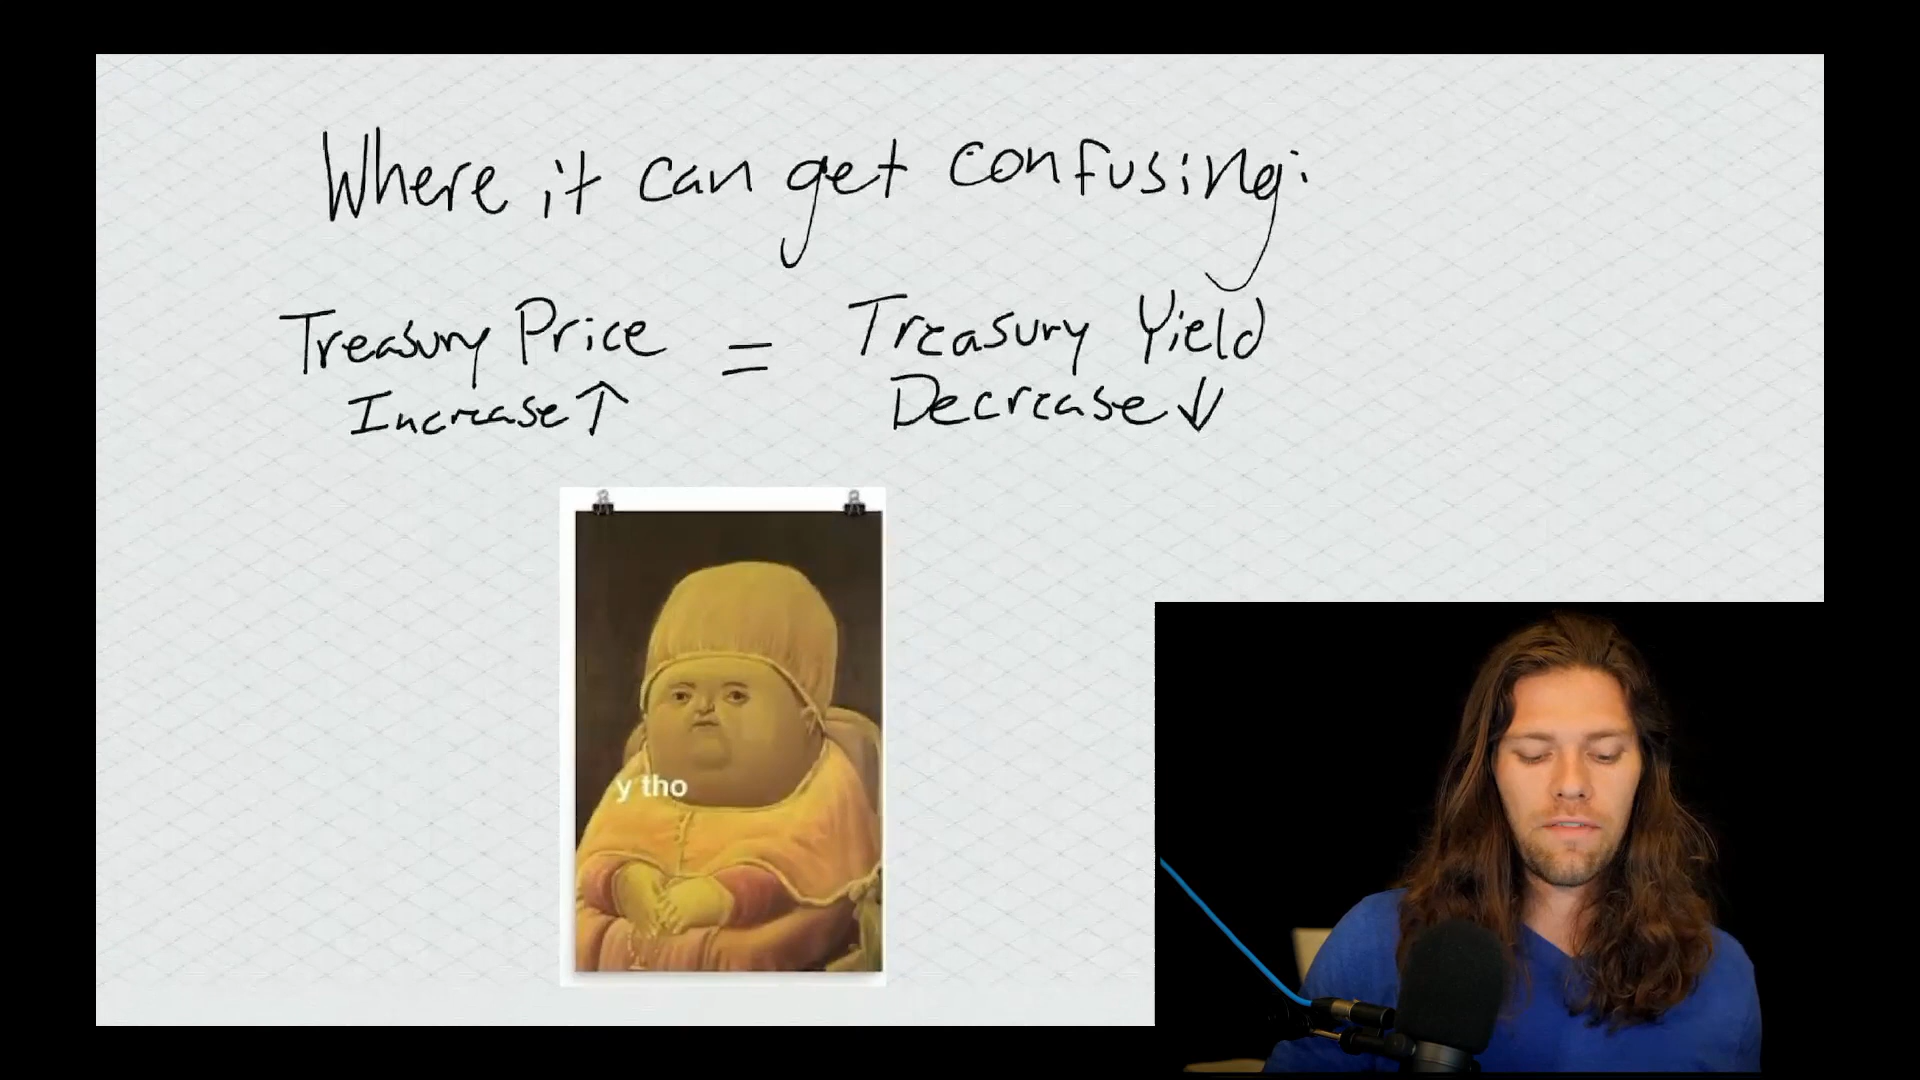 Where it can get confusing:
Treasury Price = Treasury Yield
Increase ↑ Decrease ↓
y tho